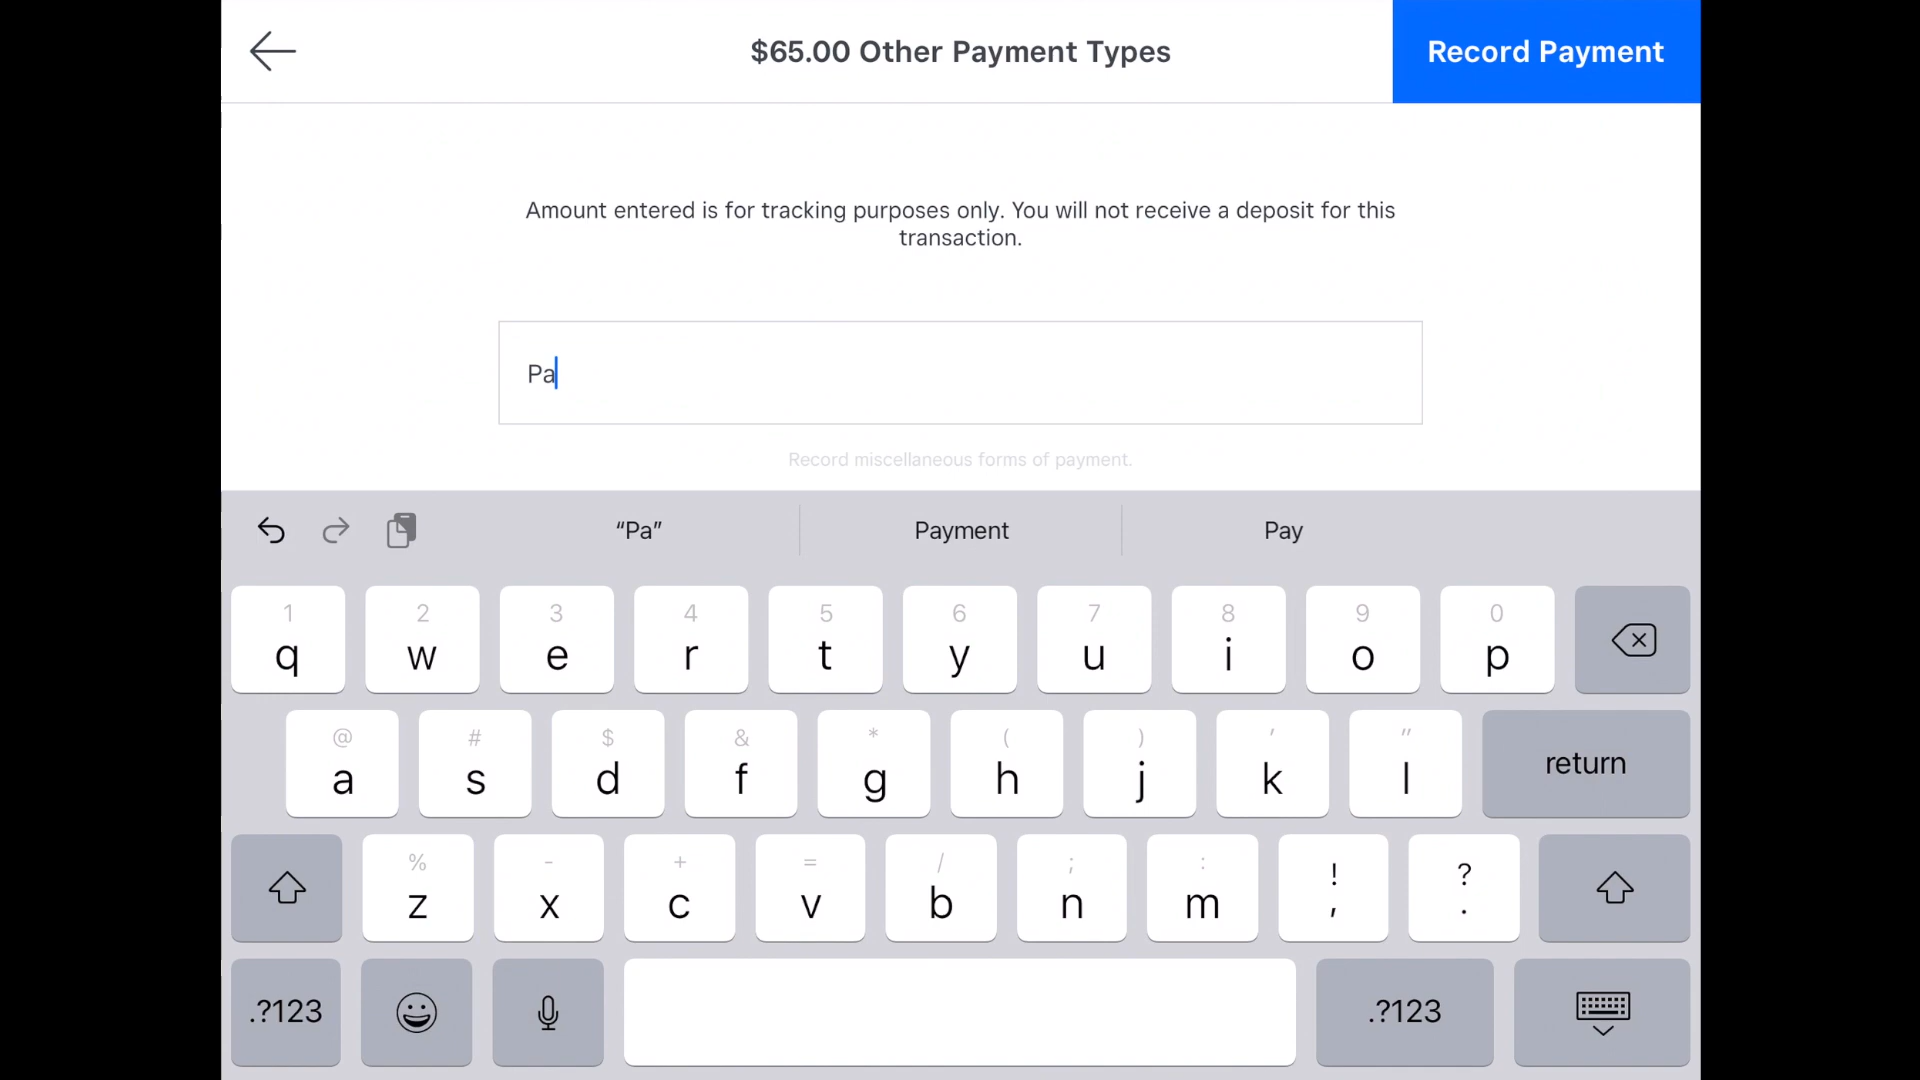 $65.00 Other Payment Types
Record Payment
Amount entered is for tracking purposes only. You will not receive a deposit for this
transaction.
Pa
Record miscellaneous forms of payment.
“Pa” Payment Pay
1 2 3 4 5 6 7 8 9 0
q w e r t y u i o p
@ # $ & * ( ) ' "
a s d f g h j k l return
% - + = / ; : ! ?
z x c v b n m , .
.?123 .?123